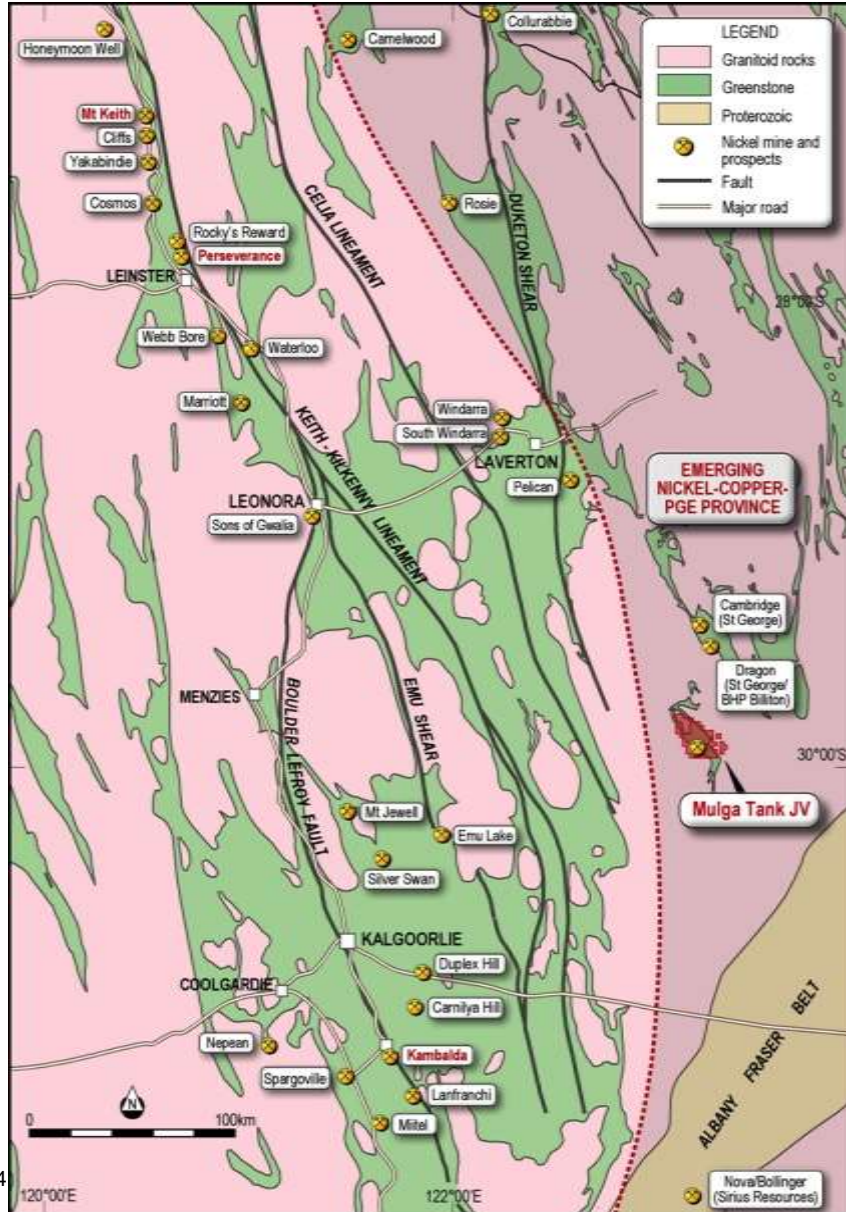 LEGEND
Granitoid rocks
Greenstone
Proterozoic
Nickel mine and
prospects
Fault
Major road
Honeymoon Well
Camelwood
Collurabbie
Mt Keith
Cliffs
Yakabindie
Cosmos
Rosie
CELIA LINEAMENT
DUKETON SHEAR
Rocky's Reward
Perseverance
LEINSTER
28°00'S
Webb Bore
Waterloo
Marriott
Windarra
South Windarra
LAVERTON
Pelican
KEITH - KILKENNY LINEAMENT
EMERGING
NICKEL-COPPER-
PGE PROVINCE
LEONORA
Sons of Gwalia
Cambridge
(St George)
Dragon
(St George/
BHP Billiton)
MENZIES
BOULDER LEFROY FAULT
EMU SHEAR
30°00'S
Mulga Tank JV
Mt Jewell
Emu Lake
Silver Swan
KALGOORLIE
Duplex Hill
COOLGARDIE
Carnilya Hill
Nepean
Kambalda
Spargoville
Lanfranchi
Miitel
ALBANY FRASER BELT
N
0 100km
4
120°00'E
122°00'E
Nova/Bollinger
(Sirius Resources)